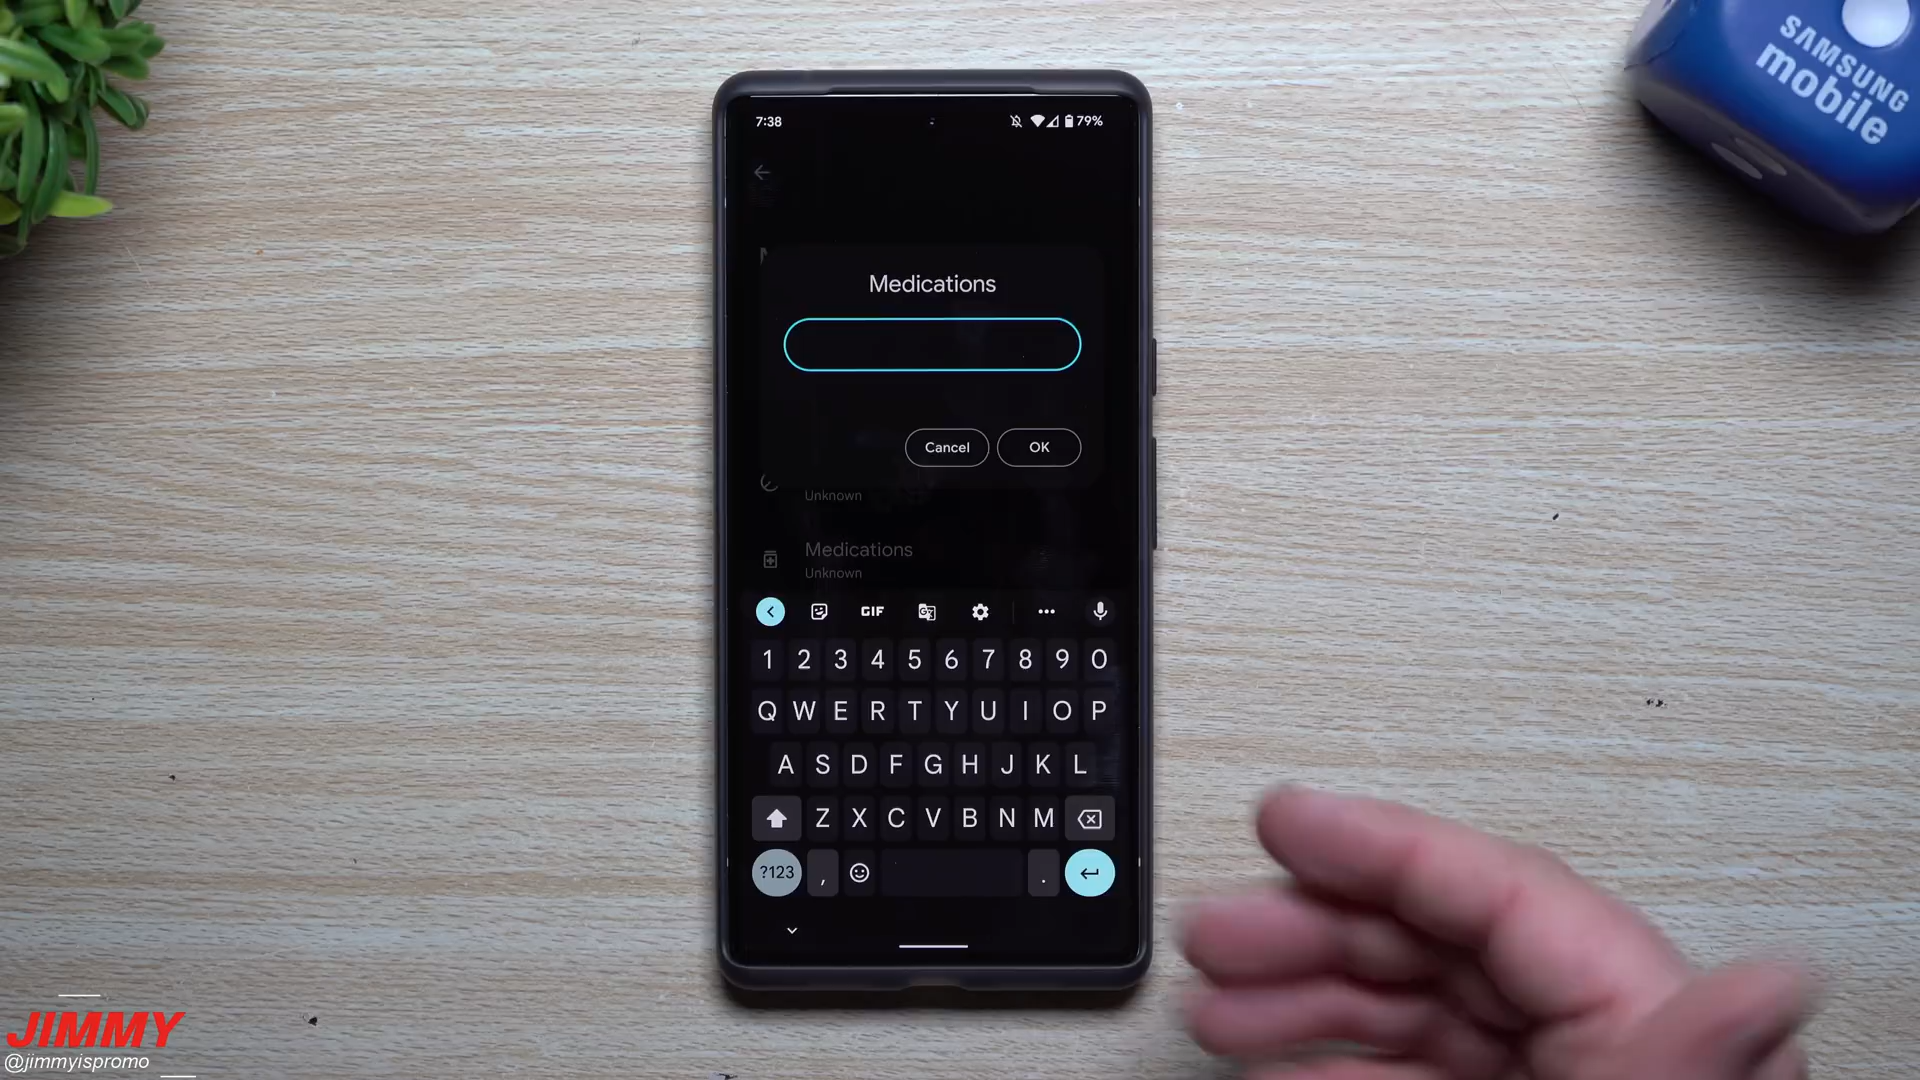 SAMSUNG
mobile
7:38
79%
Medications
Cancel
OK
Unknown
Medications
Unknown
GIF
1 2 3 4 5 6 7 8 9 0
Q W E R T Y U I O P
A S D F G H J K L
Z X C V B N M
?123 , .
JIMMY
@jimmyispromo